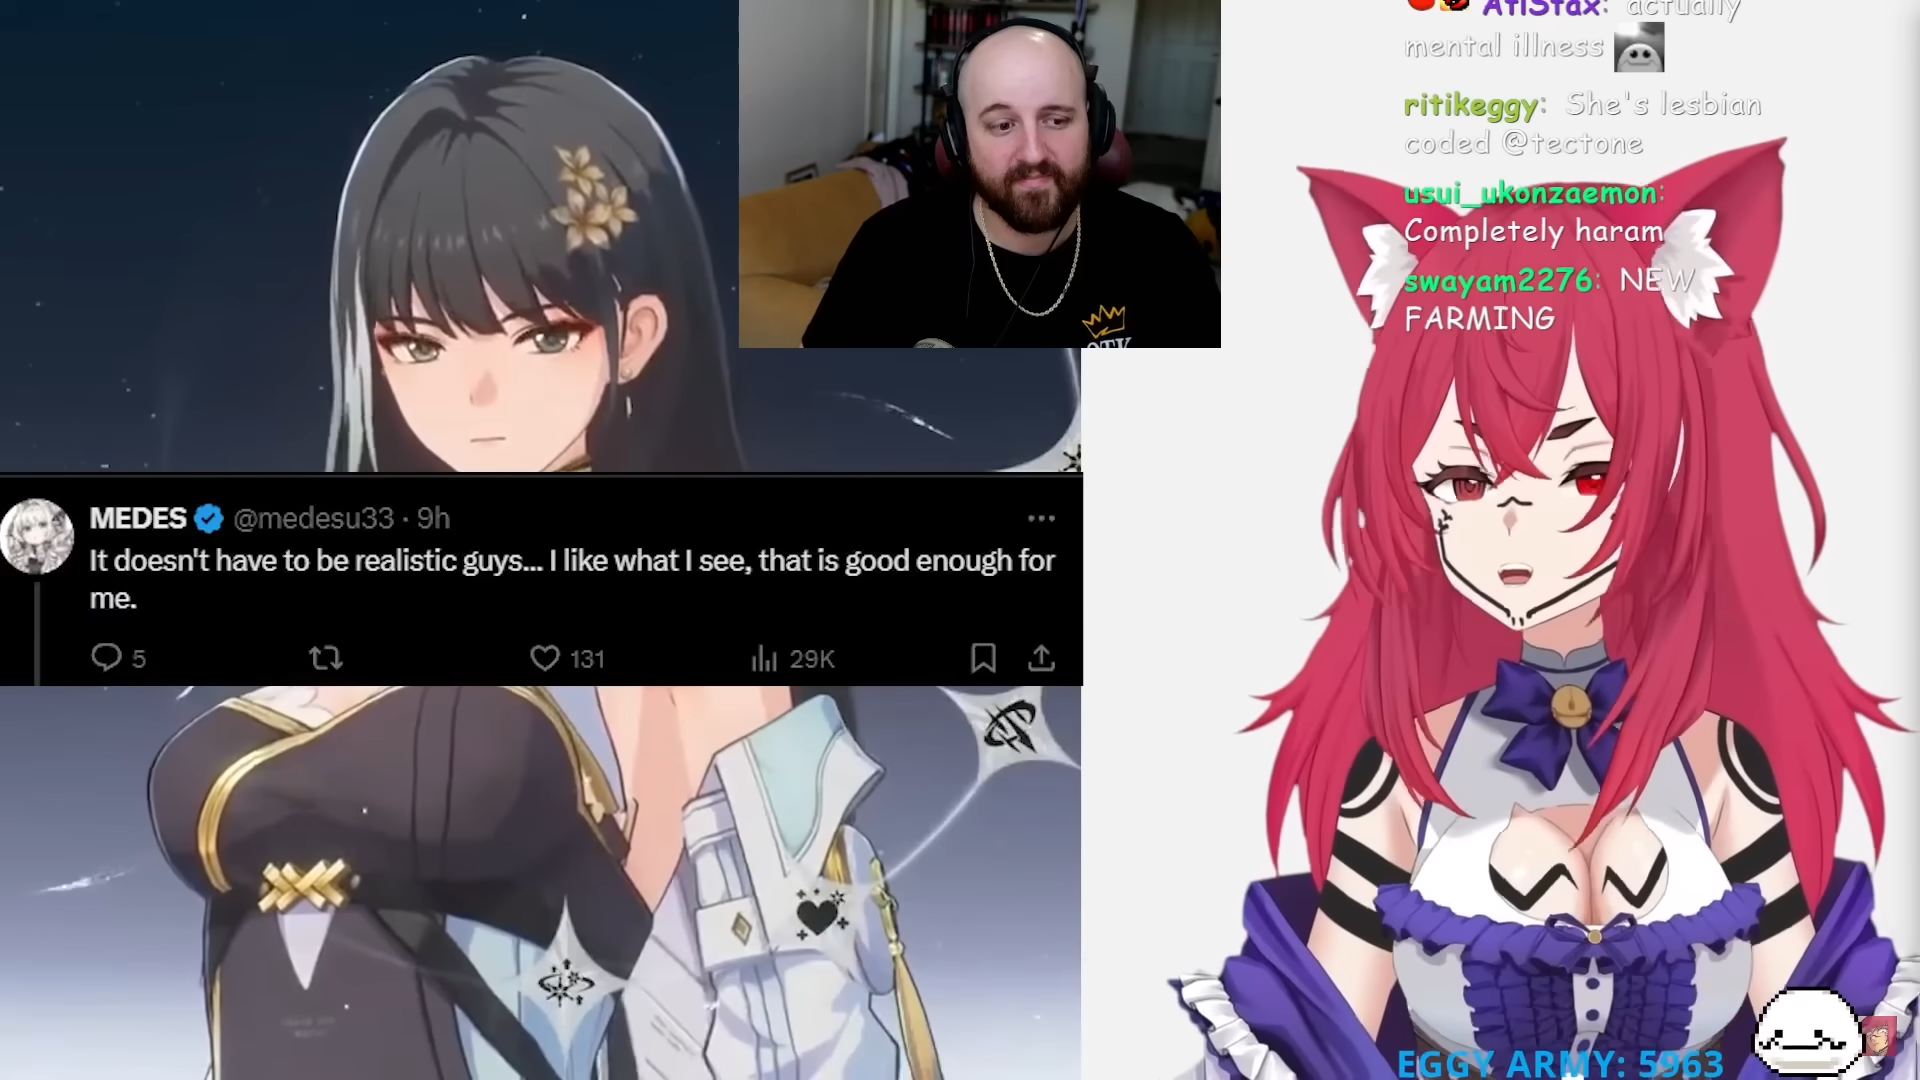 AtlStax: actually
mental illness
ritikeggy: She's lesbian
coded @tectone
usui_ukonzaemon:
Completely haram
swayam2276: NEW
FARMING
MEDES @medesu33 · 9h
It doesn't have to be realistic guys... I like what I see, that is good enough for
me.
5 131 29K
EGGY ARMY: 5963